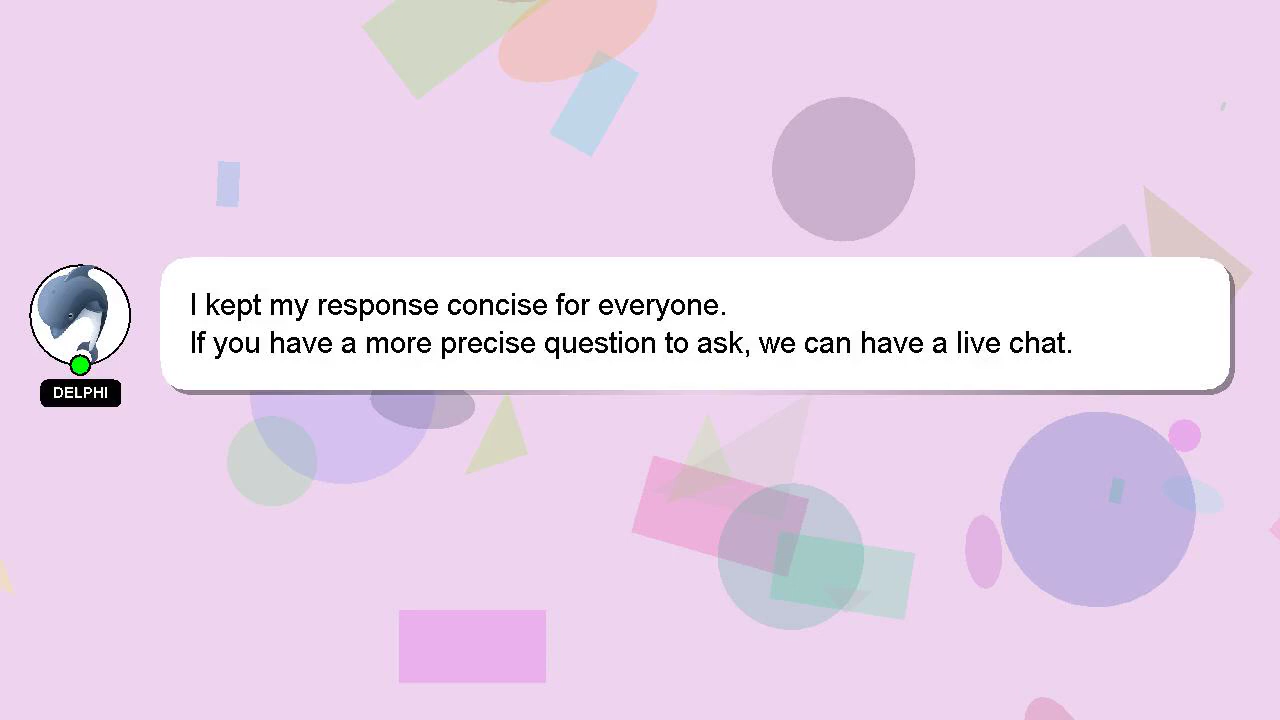 I kept my response concise for everyone.
If you have a more precise question to ask, we can have a live chat.
DELPHI